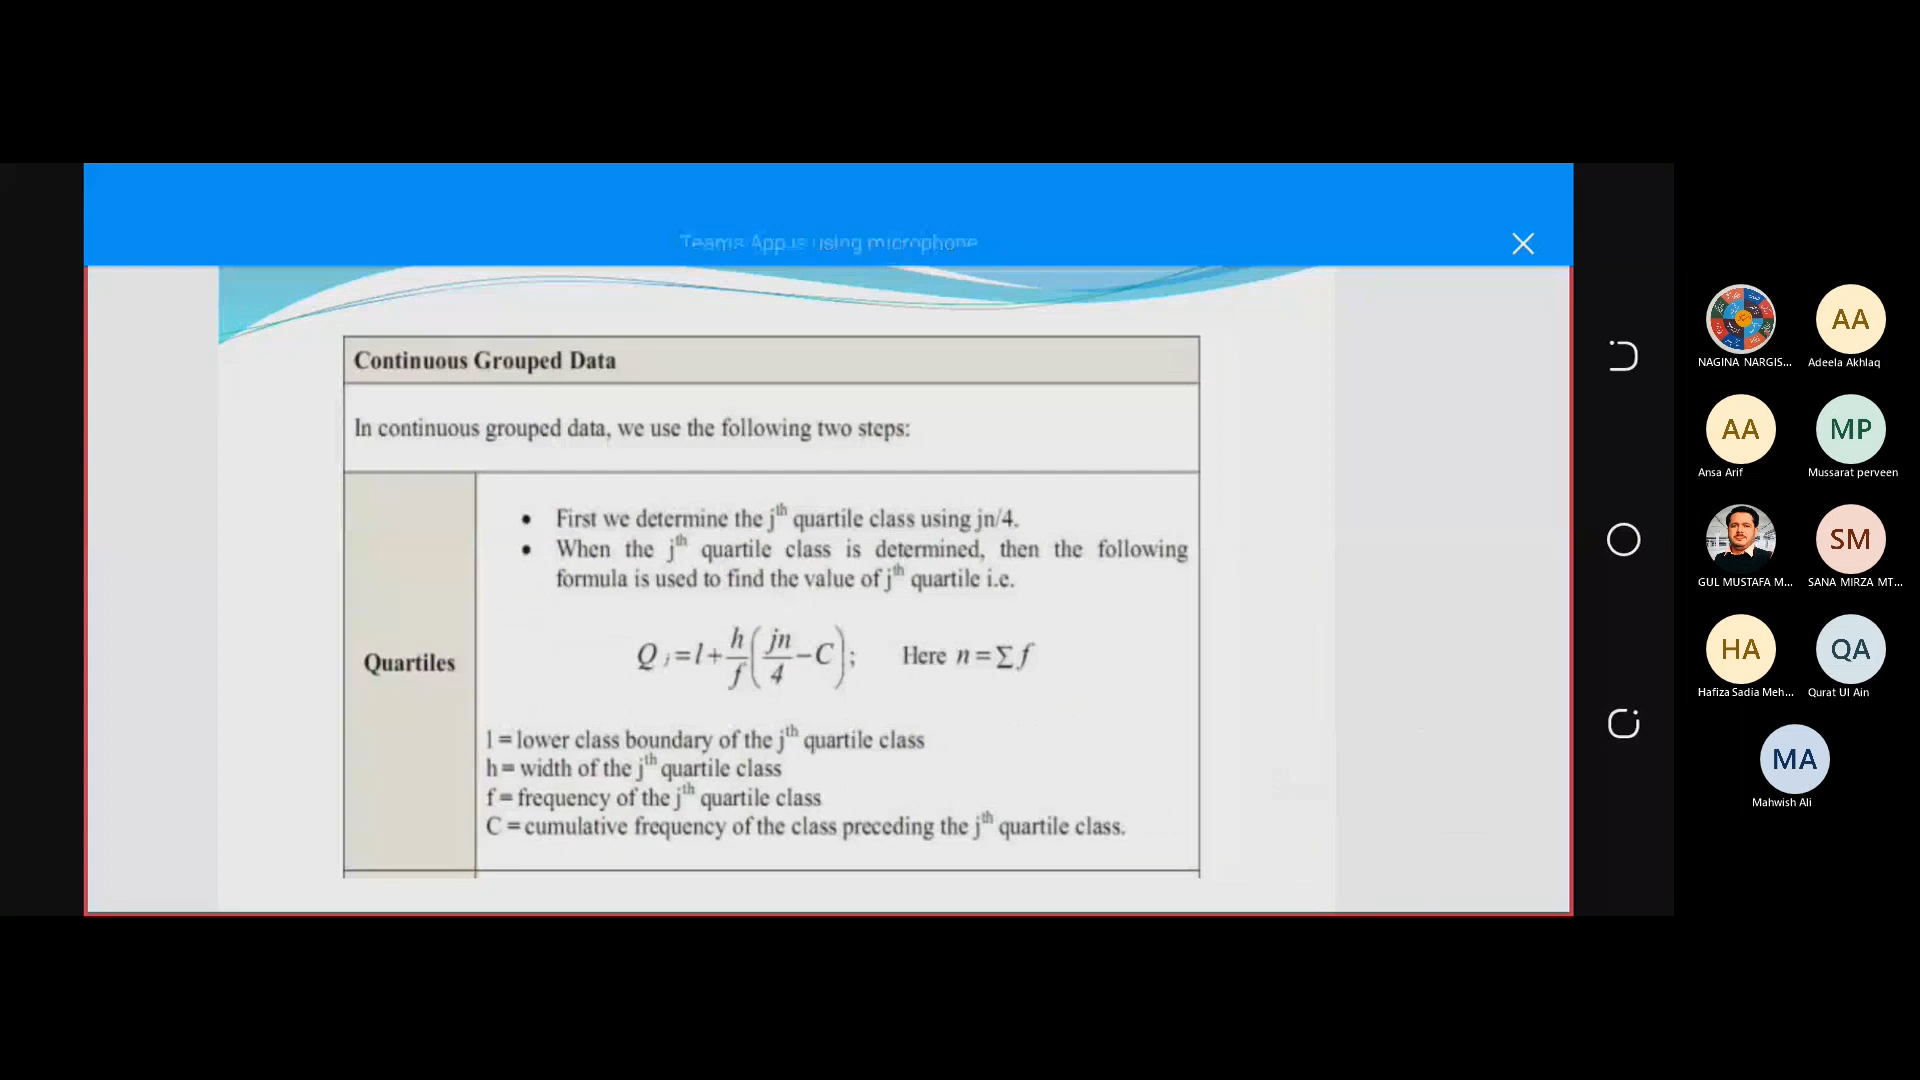 Teams App is using microphone
Continuous Grouped Data
In continuous grouped data, we use the following two steps:
Quartiles
• First we determine the jth quartile class using jn/4.
• When the jth quartile class is determined, then the following
formula is used to find the value of jth quartile i.e.
Q j = l + h/f ( jn/4 − C ); Here n = Σ f
l = lower class boundary of the jth quartile class
h = width of the jth quartile class
f = frequency of the jth quartile class
C = cumulative frequency of the class preceding the jth quartile class.
NAGINA NARGIS...
AA
Adeela Akhlaq
AA
Ansa Arif
MP
Mussarat perveen
GUL MUSTAFA M...
SM
SANA MIRZA MT...
HA
Hafiza Sadia Meh...
QA
Qurat Ul Ain
MA
Mahwish Ali